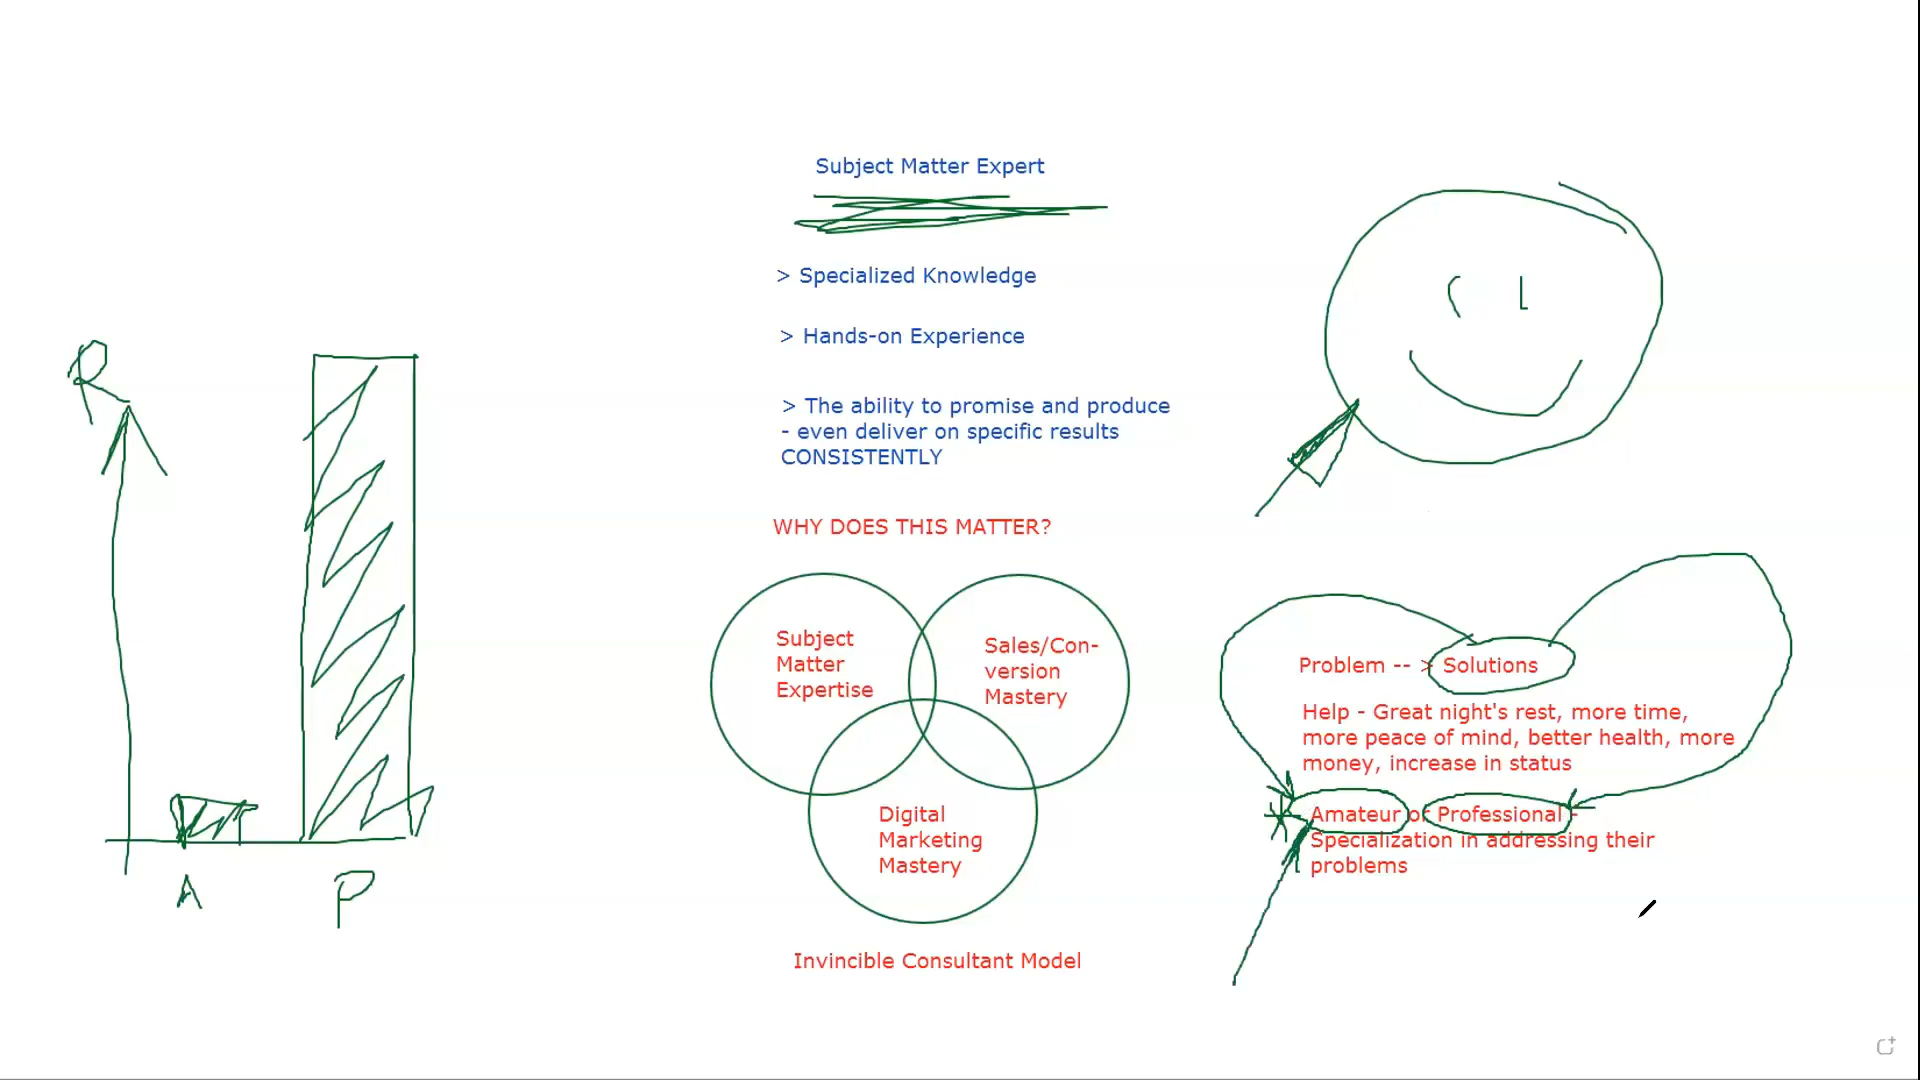 Subject Matter Expert
> Specialized Knowledge
> Hands-on Experience
> The ability to promise and produce
- even deliver on specific results
CONSISTENTLY
WHY DOES THIS MATTER?
Subject
Matter
Expertise
Sales/Con-
version
Mastery
Digital
Marketing
Mastery
Invincible Consultant Model
R
A
P
Problem -- > Solutions
Help - Great night's rest, more time,
more peace of mind, better health, more
money, increase in status
Amateur or Professional -
Specialization in addressing their
problems